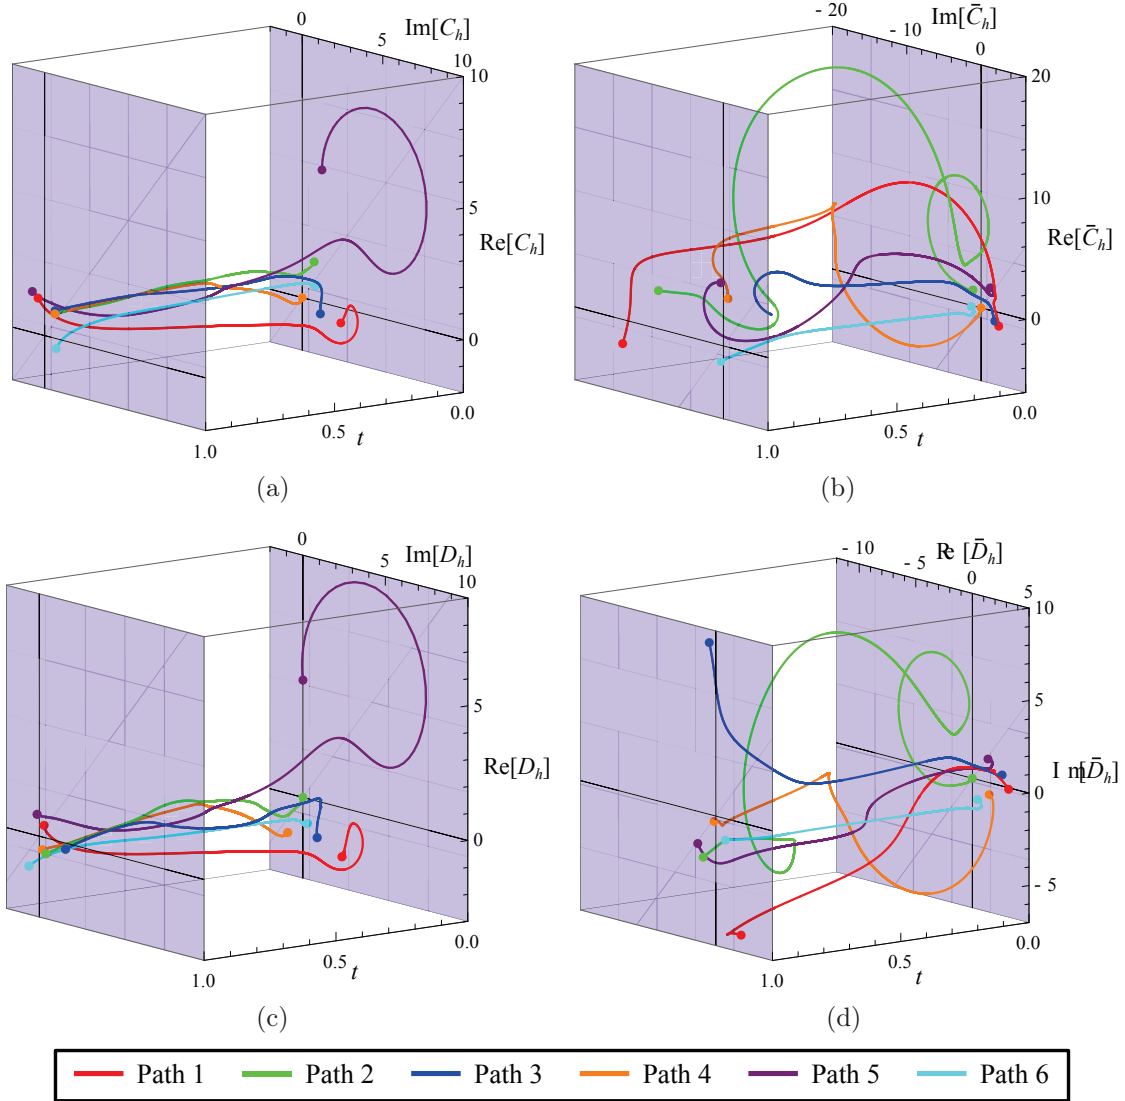 0 Im[C_h]
5
10
10
5
Re[C_h]
0
0.0
0.5
t
1.0
(a)
-20 Im[C̄_h]
-10
0
20
10
Re[C̄_h]
0
0.0
0.5
t
1.0
(b)
0 Im[D_h]
5
10
5
Re[D_h]
0
0.0
0.5
t
1.0
(c)
-10 Re [D̄_h]
-5
0
5
10
5
Im[D̄_h]
0
-5
0.0
0.5
t
1.0
(d)
Path 1 Path 2 Path 3 Path 4 Path 5 Path 6